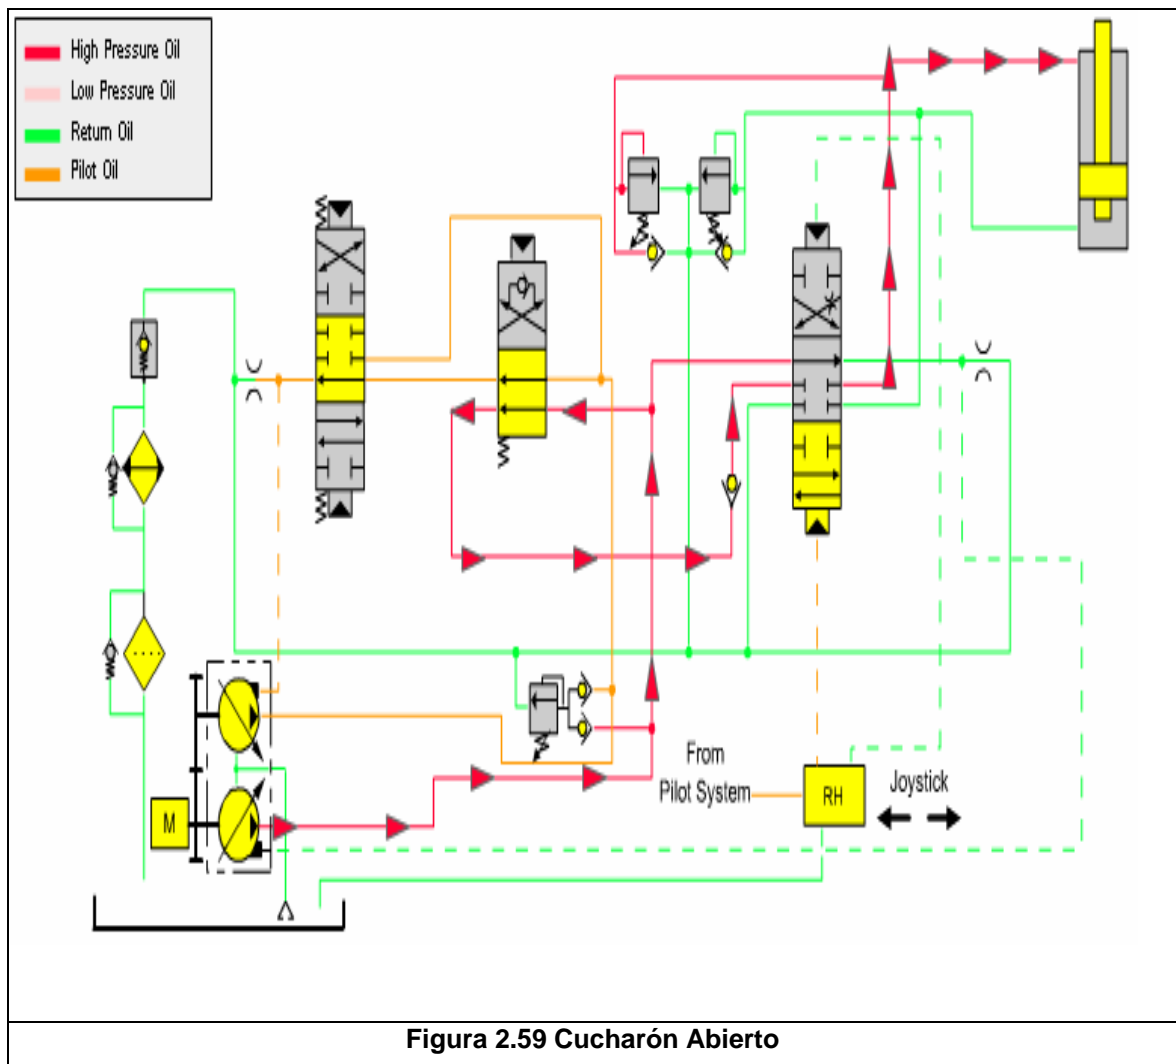 High Pressure Oil
Low Pressure Oil
Return Oil
Pilot Oil
From
Pilot System
RH
Joystick
M
Figura 2.59 Cucharón Abierto